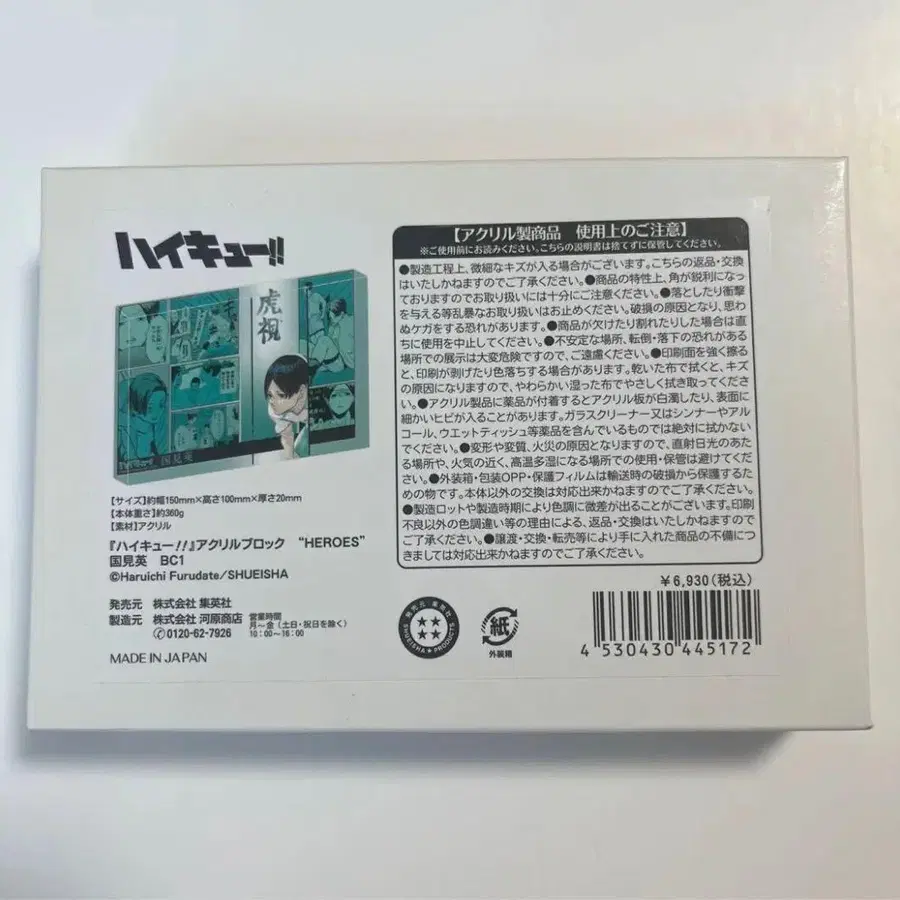 ハイキュー!!
虎視
国見英
【サイズ】約幅150mm×高さ100mm×厚さ20mm
【本体重さ】約360g
【素材】アクリル
『ハイキュー!!』アクリルブロック “HEROES”
国見英 BC1
©Haruichi Furudate/SHUEISHA
発売元 株式会社 集英社
製造元 株式会社 河原商店
✆0120-62-7926
営業時間
月～金(土日・祝日を除く)
10:00～16:00
MADE IN JAPAN
【アクリル製商品 使用上のご注意】
※ご使用前にお読みください。こちらの説明書は捨てずに保管してください。
●製造工程上、微細なキズが入る場合がございます。こちらの返品・交換
はいたしかねますのでご了承ください。●商品の特性上、角が鋭利になっ
ておりますのでお取り扱いには十分にご注意ください。●落としたり衝撃
を与える等乱暴なお取り扱いはお止めください。破損の原因となり、思わ
ぬケガをする恐れがあります。●商品が欠けたり割れたりした場合は直
ちに使用を中止してください。●不安定な場所、転倒・落下の恐れがある
場所での展示は大変危険ですので、ご遠慮ください。●印刷面を強く擦る
と、印刷が剥げたり色落ちする場合があります。乾いた布で拭くと、キズ
の原因になりますので、やわらかい湿った布でやさしく拭き取ってくださ
い。●アクリル製品に薬品が付着するとアクリル板が白濁したり、表面に
細かいヒビが入ることがあります。ガラスクリーナー又はシンナーやアル
コール、ウエットティッシュ等薬品を含んでいるものでは絶対に拭かない
でください。●変形や変質、火災の原因となりますので、直射日光のあた
る場所や、火気の近く、高温多湿になる場所での使用・保管は避けてくだ
さい。●外装箱・包装OPP・保護フィルムは輸送時の破損から保護するた
めの物です。本体以外の交換は対応出来かねますのでご了承ください。
●製造ロットや製造時期により色調に微差が出ることがございます。印刷
不良以外の色調違い等の理由による、返品・交換はいたしかねますので
ご了承ください。●譲渡・交換・転売等により手に入れた商品の不備につ
きましては対応出来かねますのでご了承ください。
¥6,930(税込)
発売元 集英社
SHUEISHA PRODUCTS
紙
外装箱
4 530430 445172